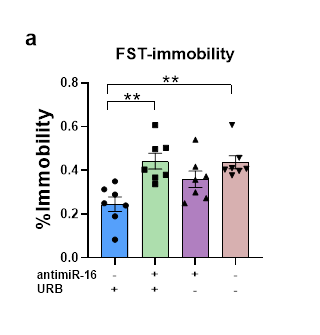 a
FST-immobility
**
**
%Immobility
0.8
0.6
0.4
0.2
0.0
antimiR-16 - + + -
URB + + - -